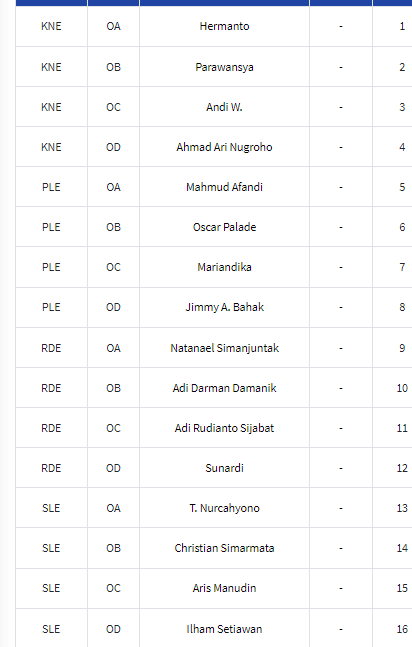 KNE OA Hermanto - 1
KNE OB Parawansya - 2
KNE OC Andi W. - 3
KNE OD Ahmad Ari Nugroho - 4
PLE OA Mahmud Afandi - 5
PLE OB Oscar Palade - 6
PLE OC Mariandika - 7
PLE OD Jimmy A. Bahak - 8
RDE OA Natanael Simanjuntak - 9
RDE OB Adi Darman Damanik - 10
RDE OC Adi Rudianto Sijabat - 11
RDE OD Sunardi - 12
SLE OA T. Nurcahyono - 13
SLE OB Christian Simarmata - 14
SLE OC Aris Manudin - 15
SLE OD Ilham Setiawan - 16